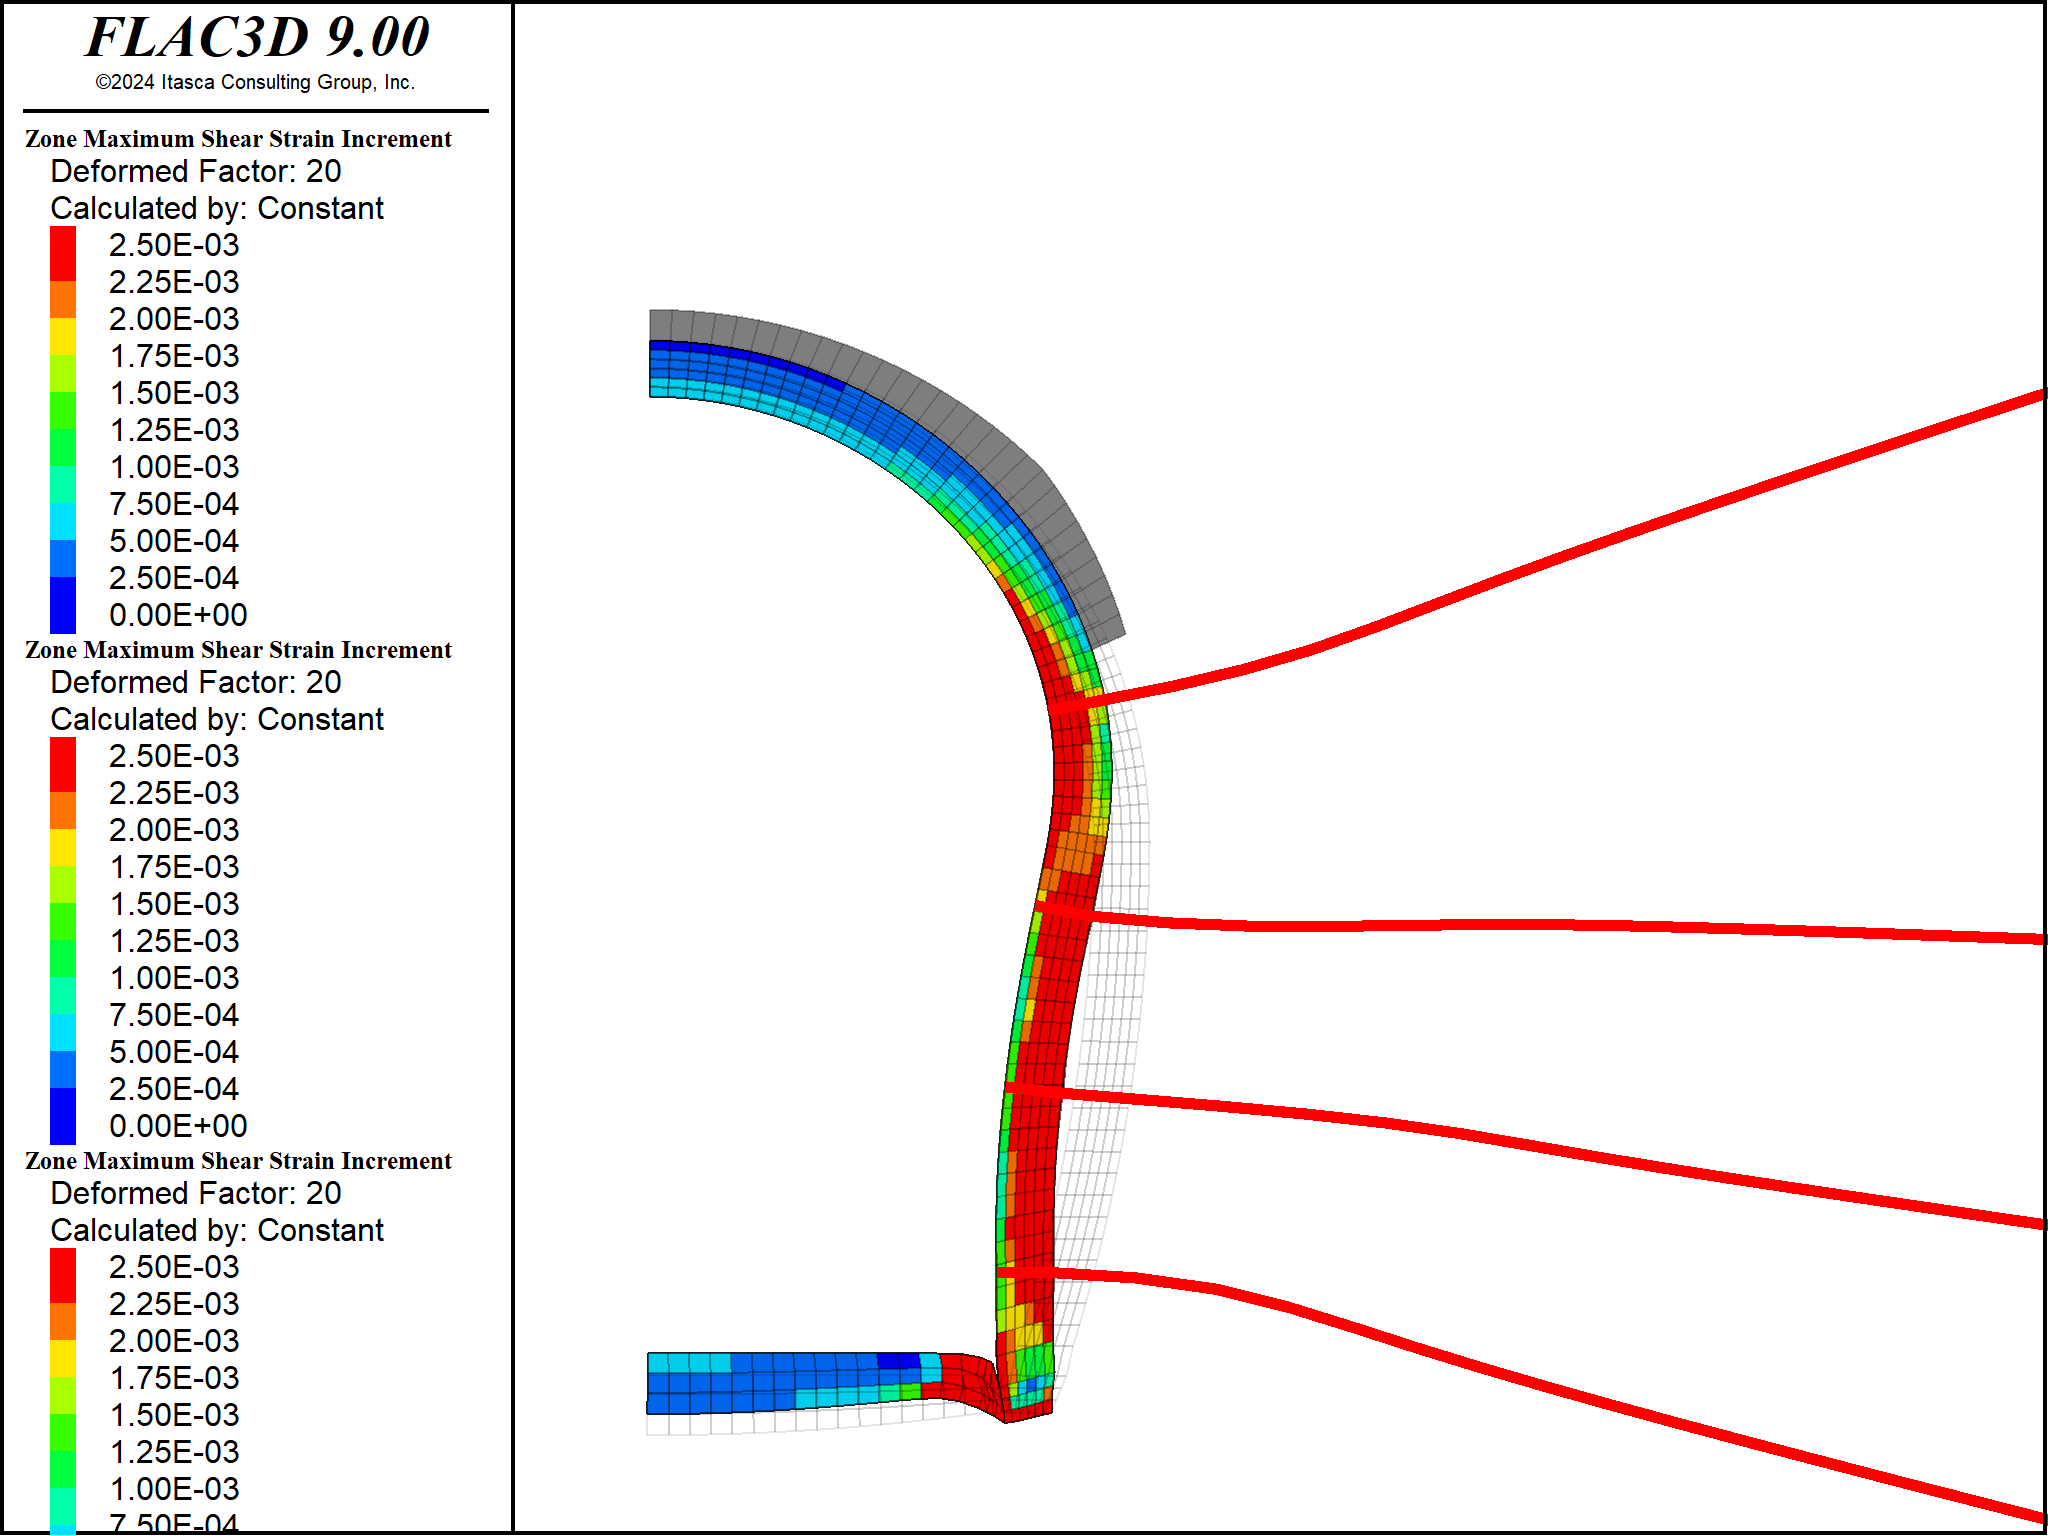 FLAC3D 9.00
©2024 Itasca Consulting Group, Inc.
Zone Maximum Shear Strain Increment
Deformed Factor: 20
Calculated by: Constant
2.50E-03
2.25E-03
2.00E-03
1.75E-03
1.50E-03
1.25E-03
1.00E-03
7.50E-04
5.00E-04
2.50E-04
0.00E+00
Zone Maximum Shear Strain Increment
Deformed Factor: 20
Calculated by: Constant
2.50E-03
2.25E-03
2.00E-03
1.75E-03
1.50E-03
1.25E-03
1.00E-03
7.50E-04
5.00E-04
2.50E-04
0.00E+00
Zone Maximum Shear Strain Increment
Deformed Factor: 20
Calculated by: Constant
2.50E-03
2.25E-03
2.00E-03
1.75E-03
1.50E-03
1.25E-03
1.00E-03
7.50E-04